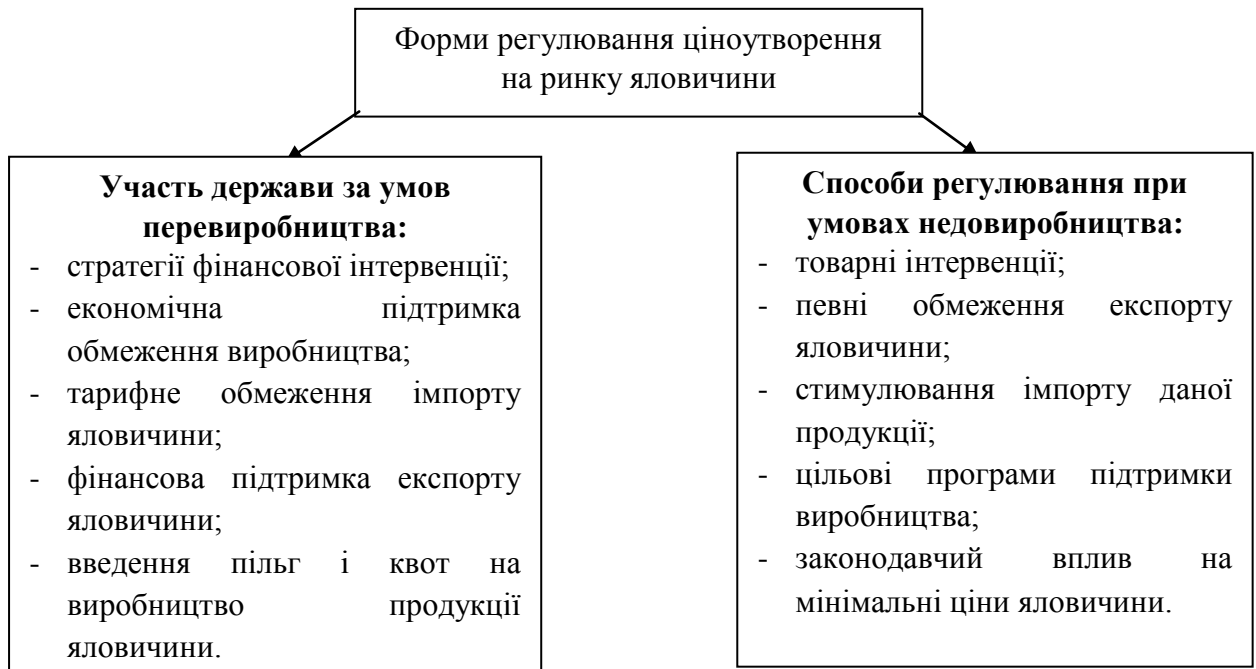 Форми регулювання ціноутворення
на ринку яловичини
Участь держави за умов
перевиробництва:
- стратегії фінансової інтервенції;
- економічна підтримка
обмеження виробництва;
- тарифне обмеження імпорту
яловичини;
- фінансова підтримка експорту
яловичини;
- введення пільг і квот на
виробництво продукції
яловичини.
Способи регулювання при
умовах недовиробництва:
- товарні інтервенції;
- певні обмеження експорту
яловичини;
- стимулювання імпорту даної
продукції;
- цільові програми підтримки
виробництва;
- законодавчий вплив на
мінімальні ціни яловичини.